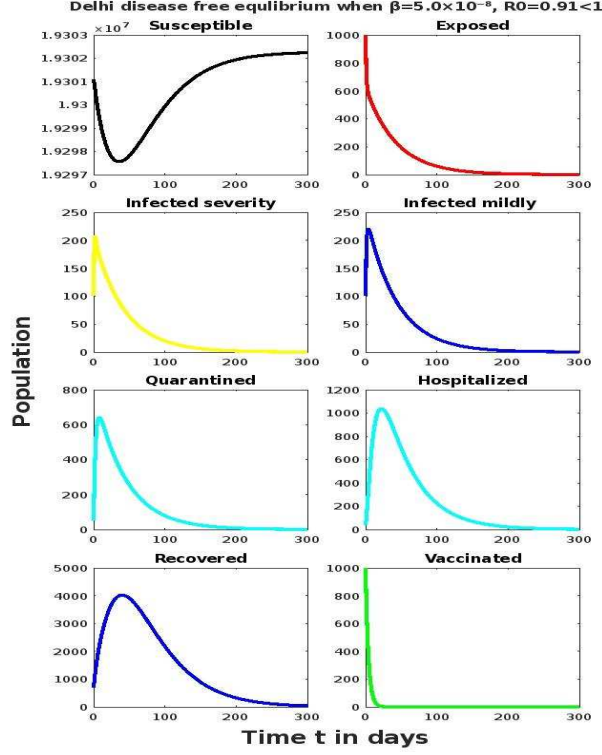 Delhi disease free equlibrium when β=5.0×10⁻⁸, R0=0.91<1
Susceptible
Exposed
×10⁷
1.9303
1.9302
1.9301
1.93
1.9299
1.9298
1.9297
0 100 200 300
1000
800
600
400
200
0
0 100 200 300
Infected severity
Infected mildly
250
200
150
100
50
0
0 100 200 300
250
200
150
100
50
0
0 100 200 300
Quarantined
Hospitalized
800
600
400
200
0
0 100 200 300
1200
1000
800
600
400
200
0
0 100 200 300
Recovered
Vaccinated
5000
4000
3000
2000
1000
0
0 100 200 300
1000
800
600
400
200
0
0 100 200 300
Population
Time t in days